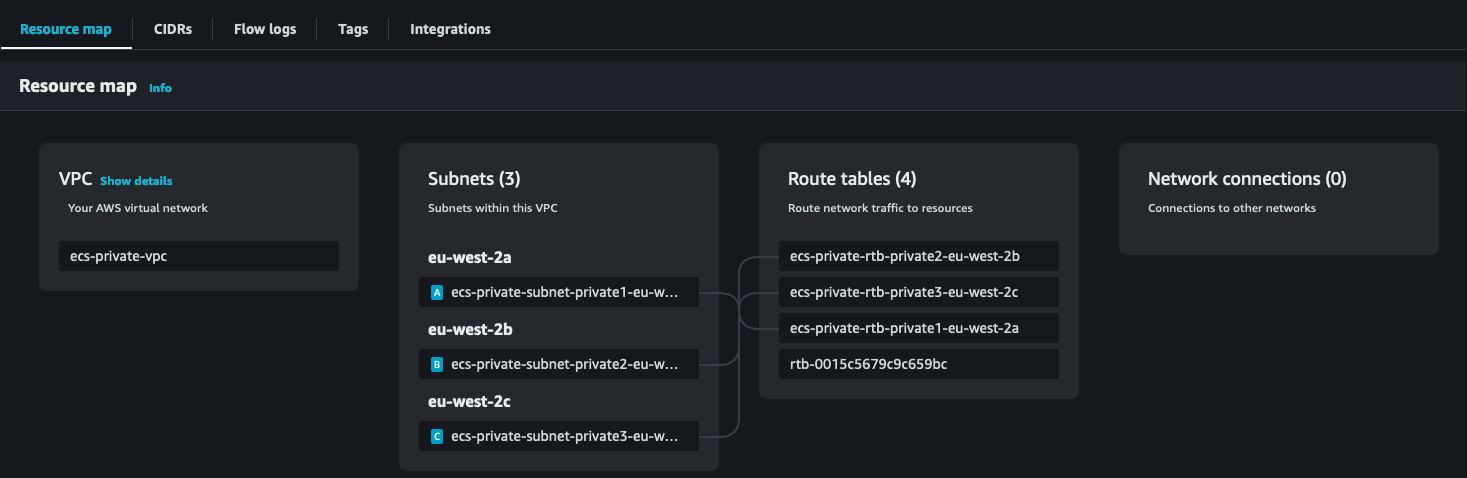 Resource map
CIDRs
Flow logs
Tags
Integrations
Resource map Info
VPC Show details
Your AWS virtual network
ecs-private-vpc
Subnets (3)
Subnets within this VPC
eu-west-2a
A ecs-private-subnet-private1-eu-w...
eu-west-2b
B ecs-private-subnet-private2-eu-w...
eu-west-2c
C ecs-private-subnet-private3-eu-w...
Route tables (4)
Route network traffic to resources
ecs-private-rtb-private2-eu-west-2b
ecs-private-rtb-private3-eu-west-2c
ecs-private-rtb-private1-eu-west-2a
rtb-0015c5679c9c659bc
Network connections (0)
Connections to other networks